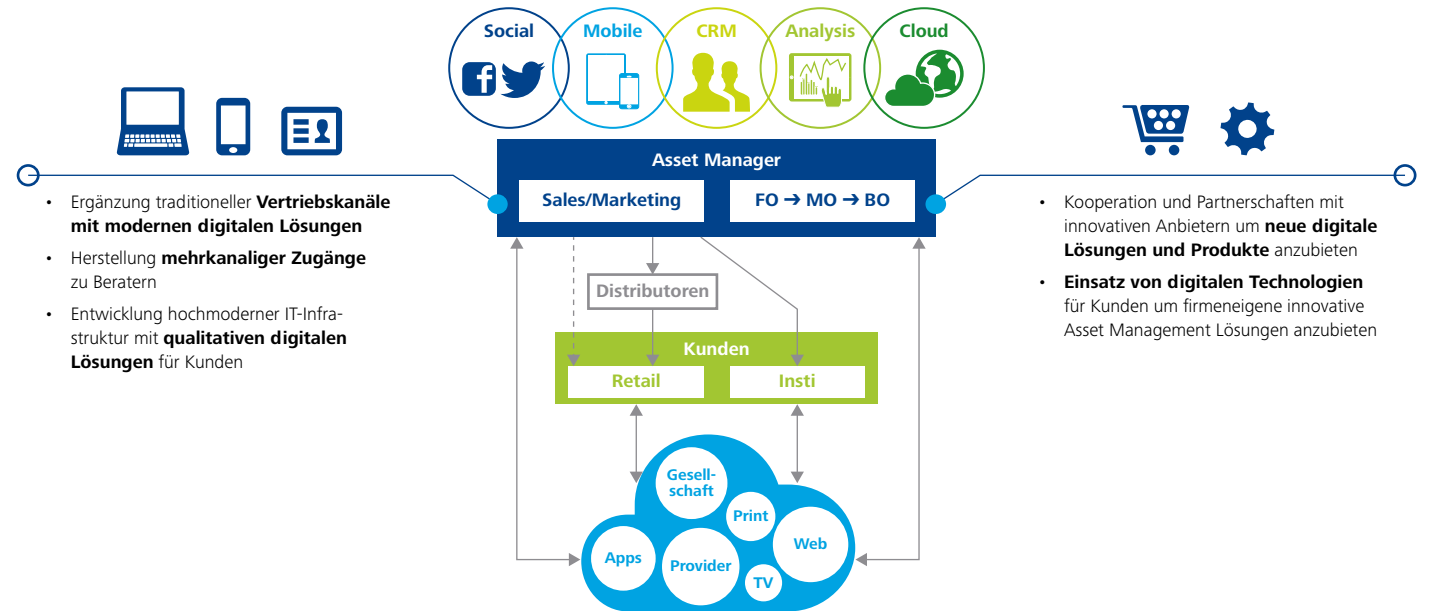 Social
Mobile
CRM
Analysis
Cloud
Asset Manager
Sales/Marketing
FO ➔ MO ➔ BO
• Ergänzung traditioneller Vertriebskanäle
mit modernen digitalen Lösungen
• Herstellung mehrkanaliger Zugänge
zu Beratern
• Entwicklung hochmoderner IT-Infra-
struktur mit qualitativen digitalen
Lösungen für Kunden
• Kooperation und Partnerschaften mit
innovativen Anbietern um neue digitale
Lösungen und Produkte anzubieten
• Einsatz von digitalen Technologien
für Kunden um firmeneigene innovative
Asset Management Lösungen anzubieten
Distributoren
Kunden
Retail
Insti
Gesell-
schaft
Print
Web
Apps
Provider
TV